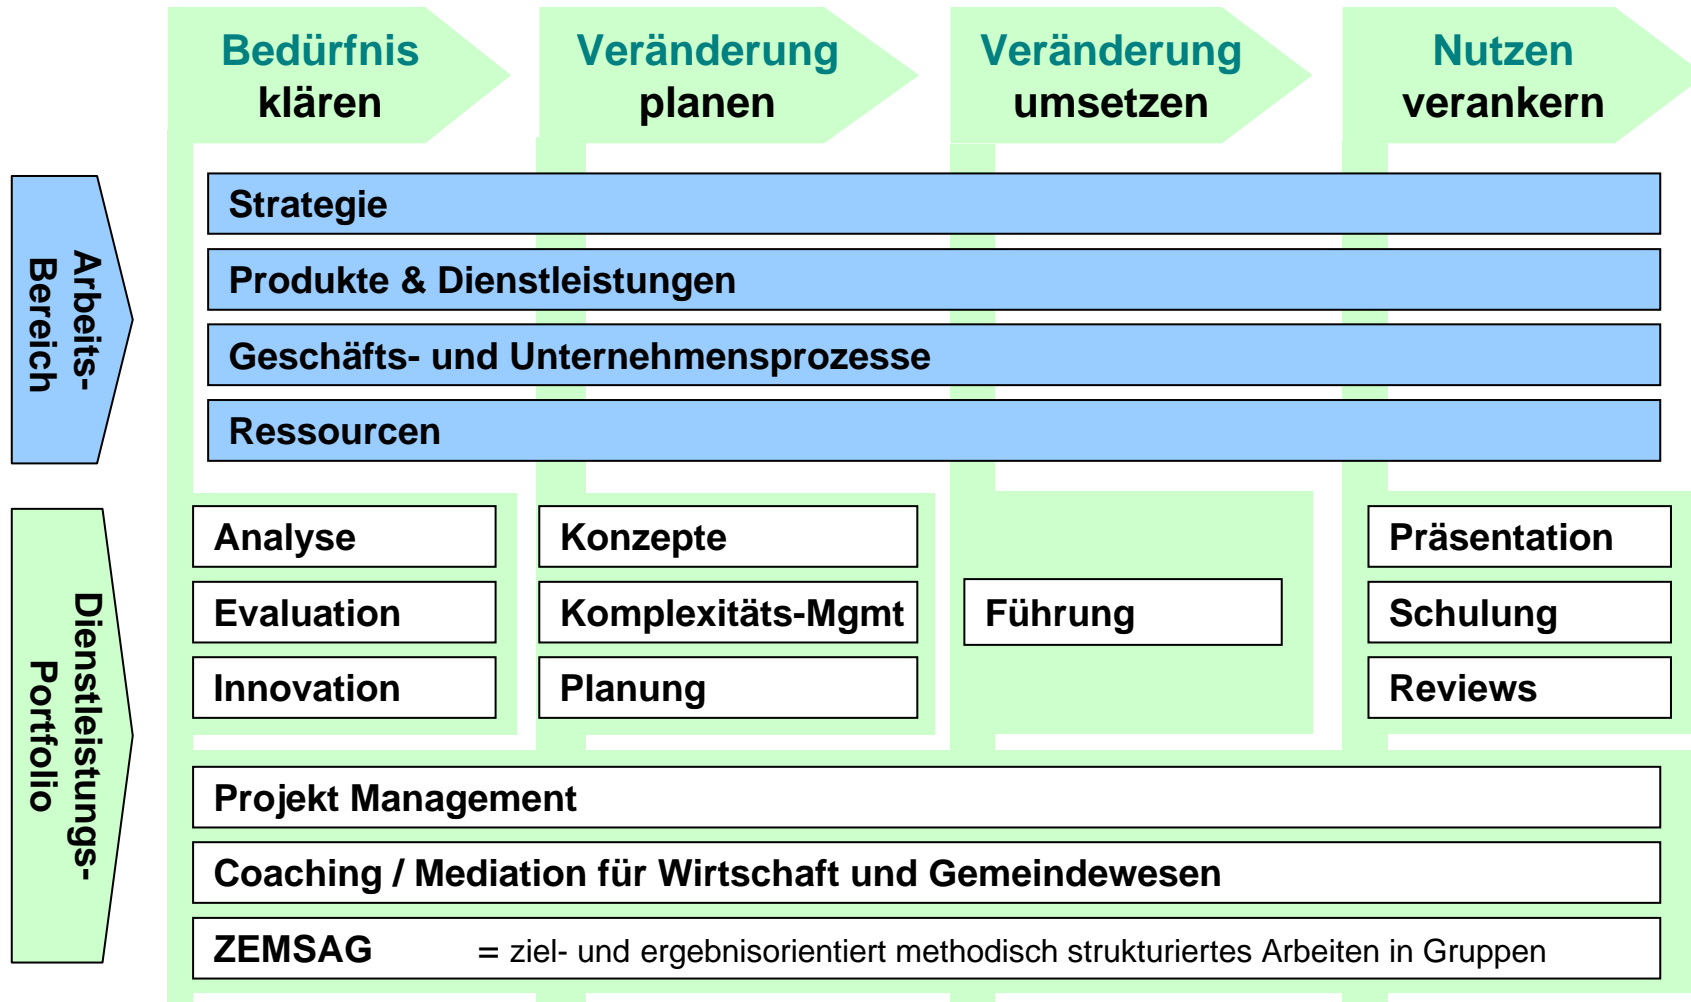 Bedürfnis
klären
Veränderung
planen
Veränderung
umsetzen
Nutzen
verankern
Arbeits-
Bereich
Strategie
Produkte & Dienstleistungen
Geschäfts- und Unternehmensprozesse
Ressourcen
Dienstleistungs-
Portfolio
Analyse
Evaluation
Innovation
Konzepte
Komplexitäts-Mgmt
Planung
Führung
Präsentation
Schulung
Reviews
Projekt Management
Coaching / Mediation für Wirtschaft und Gemeindewesen
ZEMSAG = ziel- und ergebnisorientiert methodisch strukturiertes Arbeiten in Gruppen